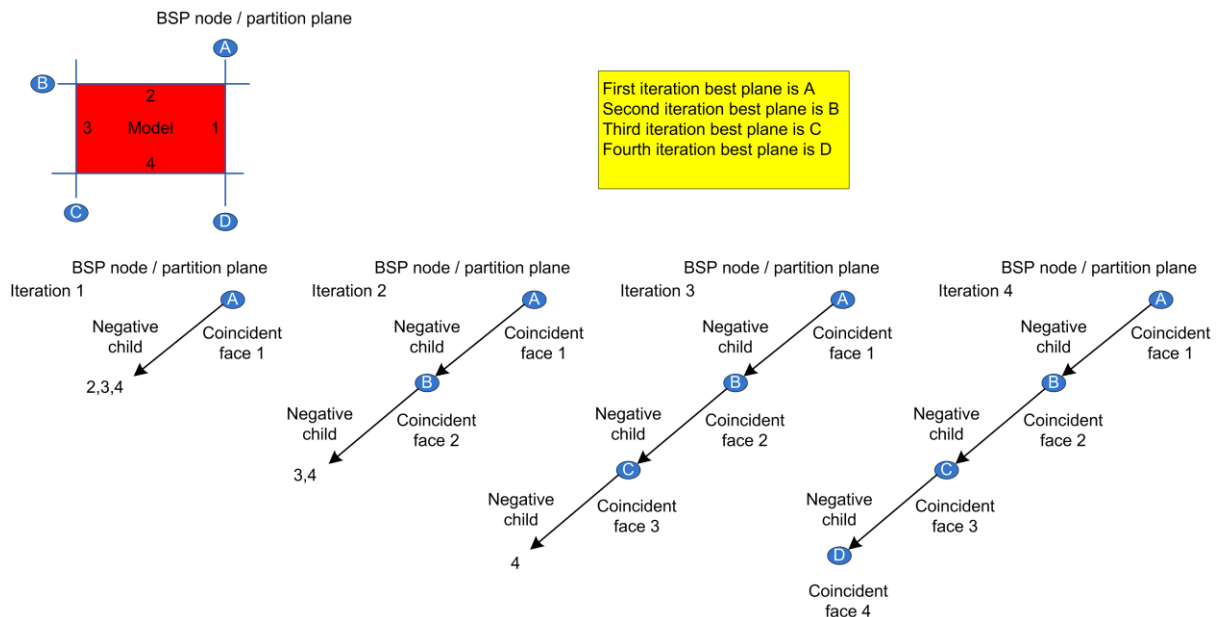 BSP node / partition plane
A
B
2
3 Model 1
4
C
D
First iteration best plane is A
Second iteration best plane is B
Third iteration best plane is C
Fourth iteration best plane is D
BSP node / partition plane
Iteration 1
A
Negative
child
Coincident
face 1
2,3,4
BSP node / partition plane
Iteration 2
A
Negative
child
Coincident
face 1
B
Negative
child
Coincident
face 2
3,4
BSP node / partition plane
Iteration 3
A
Negative
child
Coincident
face 1
B
Negative
child
Coincident
face 2
C
Negative
child
Coincident
face 3
4
BSP node / partition plane
Iteration 4
A
Negative
child
Coincident
face 1
B
Negative
child
Coincident
face 2
C
Negative
child
Coincident
face 3
D
Coincident
face 4